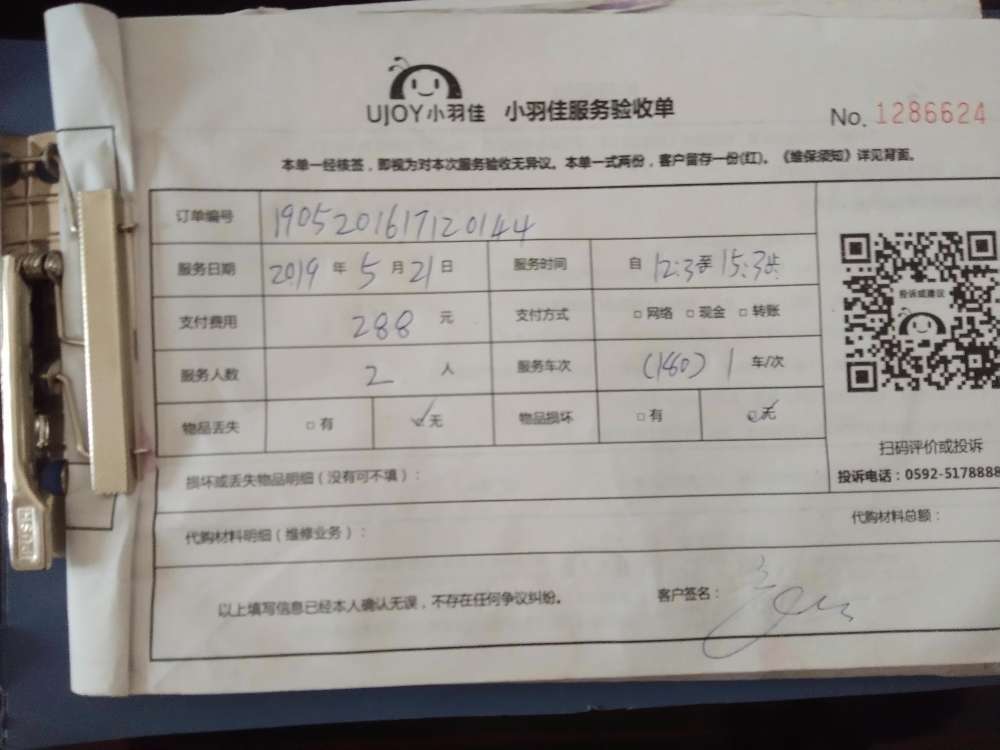 UJOY小羽佳 小羽佳服务验收单 No. 1286624
本单一经核签，即视为对本次服务验收无异议。本单一式两份，客户留存一份(红)。《维保须知》详见背面。
订单编号 1905201617120144
服务日期 2019 年 5 月 21 日 服务时间 自 12:3 至 15:3 止
支付费用 288 元 支付方式 □ 网络 □ 现金 □ 转账
服务人数 2 人 服务车次 (180) 1 车/次
物品丢失 □ 有 ✓无 物品损坏 □ 有 ✓无
投诉或建议
扫码评价或投诉
投诉电话：0592-5178888
损坏或丢失物品明细（没有可不填）：
代购材料明细（维修业务）： 代购材料总额：
以上填写信息已经本人确认无误，不存在任何争议纠纷。 客户签名：